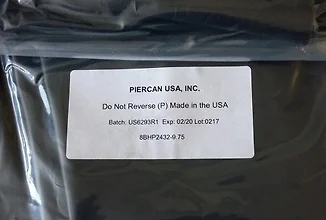 PIERCAN USA, INC.
Do Not Reverse (P) Made in the USA
Batch: US6293R1 Exp: 02/20 Lot:0217
8BHP2432-9.75